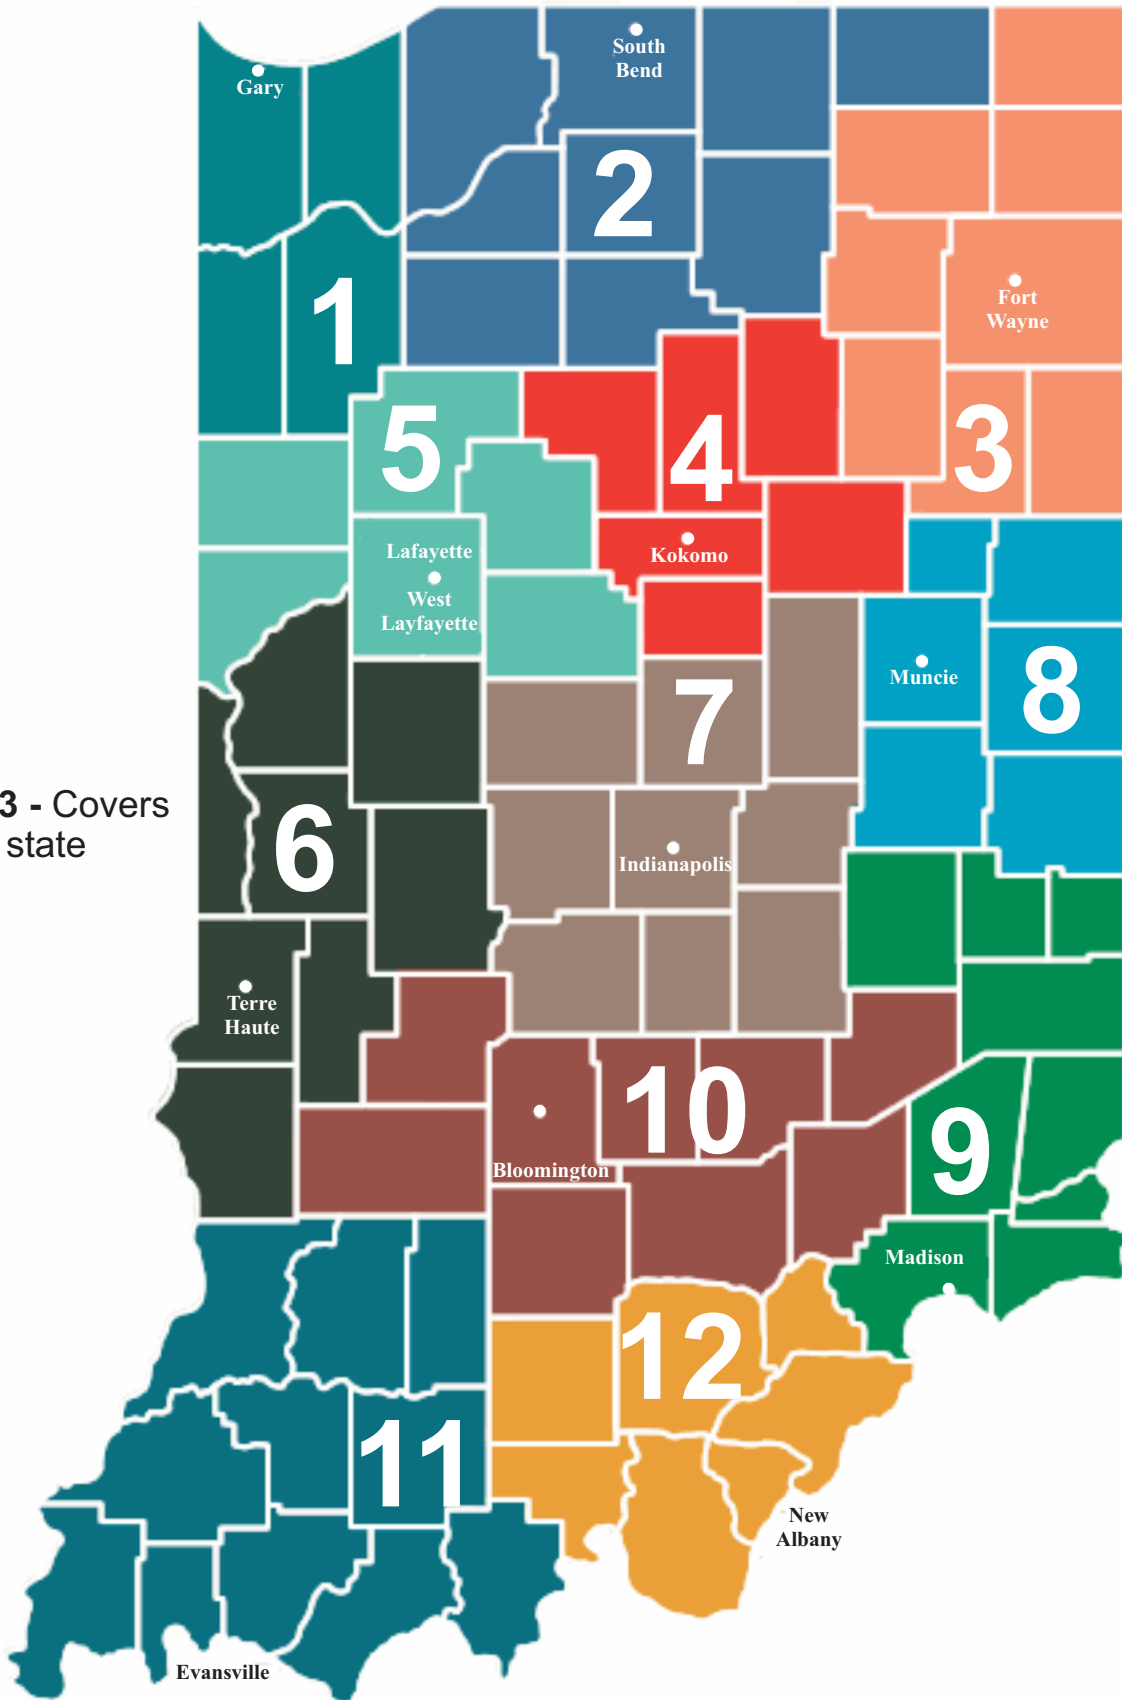 South
Bend
Gary
2
Fort
Wayne
1
5
4
3
Lafayette
Kokomo
West
Layfayette
Muncie
8
7
3 - Covers
state
6
Indianapolis
Terre
Haute
10
9
Bloomington
Madison
12
11
New
Albany
Evansville